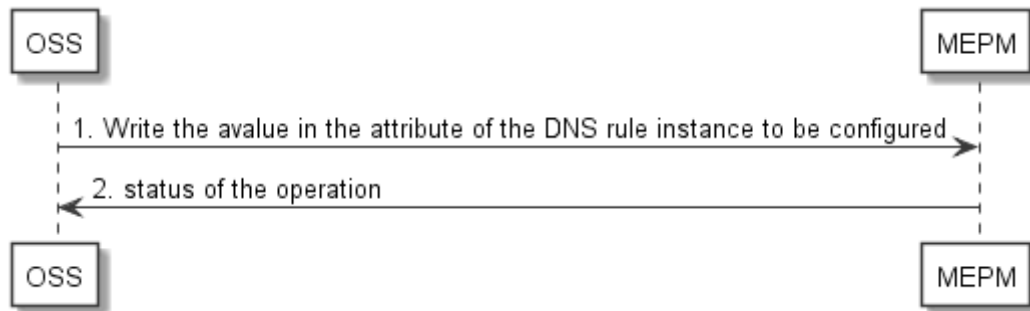 OSS MEPM
1. Write the avalue in the attribute of the DNS rule instance to be configured
2. status of the operation
OSS MEPM